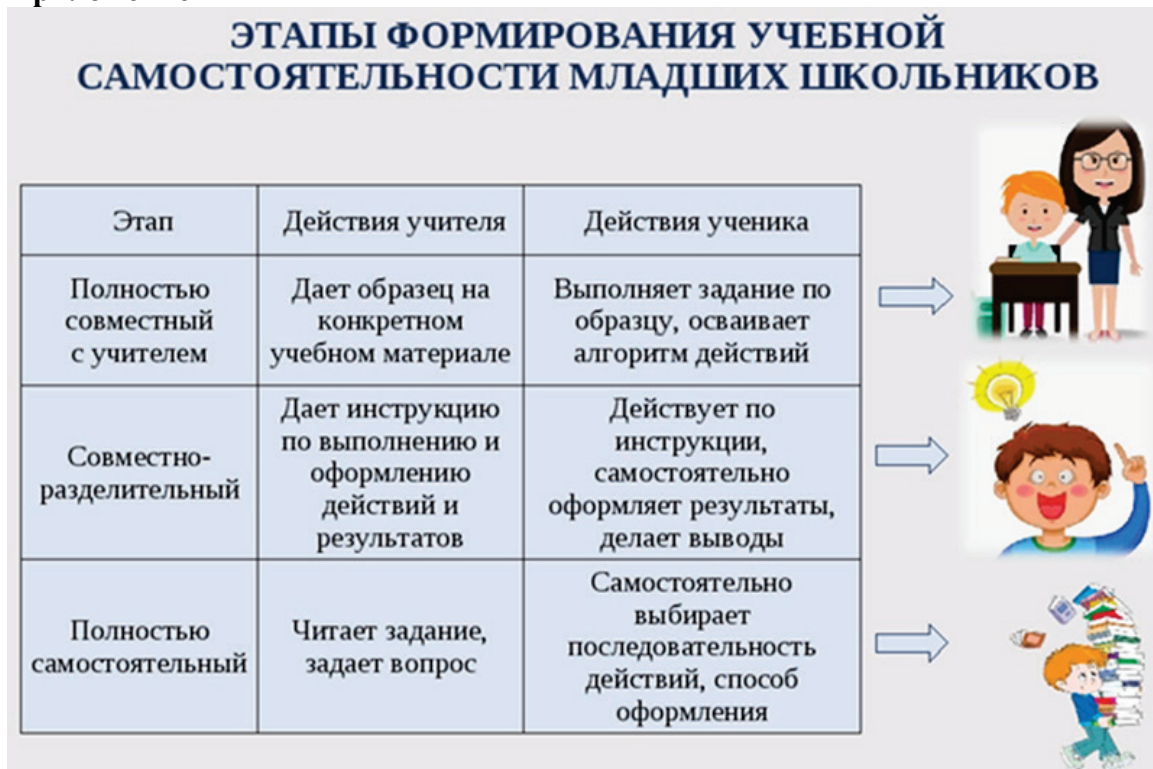 ЭТАПЫ ФОРМИРОВАНИЯ УЧЕБНОЙ
САМОСТОЯТЕЛЬНОСТИ МЛАДШИХ ШКОЛЬНИКОВ
Этап
Действия учителя
Действия ученика
Полностью
совместный
с учителем
Дает образец на
конкретном
учебном материале
Выполняет задание по
образцу, осваивает
алгоритм действий
Совместно-
разделительный
Дает инструкцию
по выполнению и
оформлению
действий и
результатов
Действует по
инструкции,
самостоятельно
оформляет результаты,
делает выводы
Полностью
самостоятельный
Читает задание,
задает вопрос
Самостоятельно
выбирает
последовательность
действий, способ
оформления